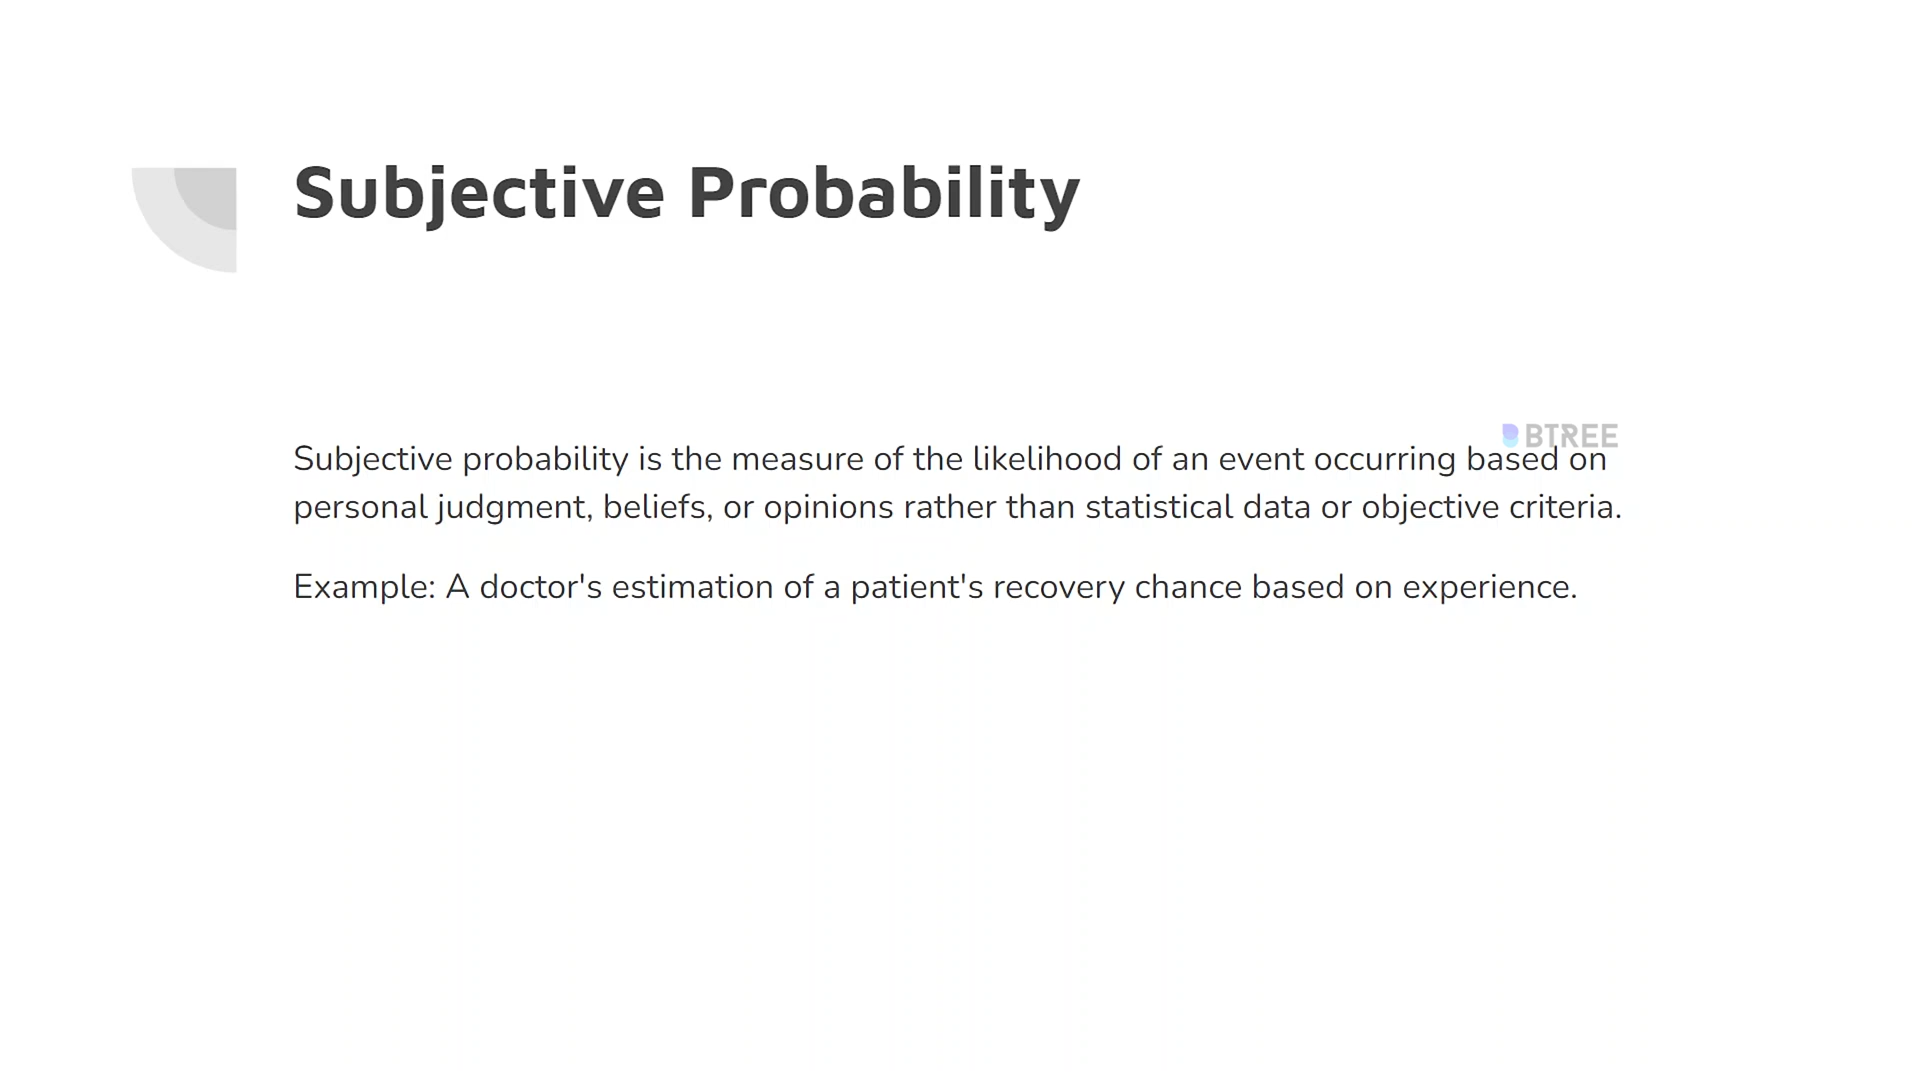 Subjective Probability
BTREE
Subjective probability is the measure of the likelihood of an event occurring based on
personal judgment, beliefs, or opinions rather than statistical data or objective criteria.
Example: A doctor's estimation of a patient's recovery chance based on experience.